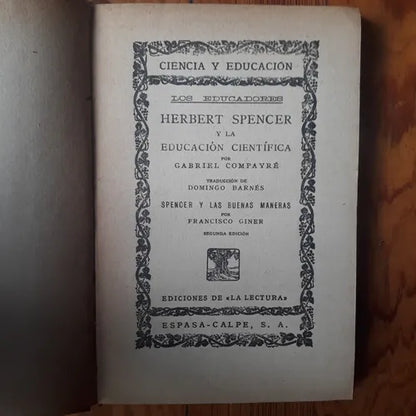 CIENCIA Y EDUCACIÓN
LOS EDUCADORES
HERBERT SPENCER
Y LA
EDUCACIÓN CIENTÍFICA
POR
GABRIEL COMPAYRÉ
TRADUCCIÓN DE
DOMINGO BARNÉS
SPENCER Y LAS BUENAS MANERAS
POR
FRANCISCO GINER
SEGUNDA EDICIÓN
EDICIONES DE «LA LECTURA»
ESPASA-CALPE, S. A.